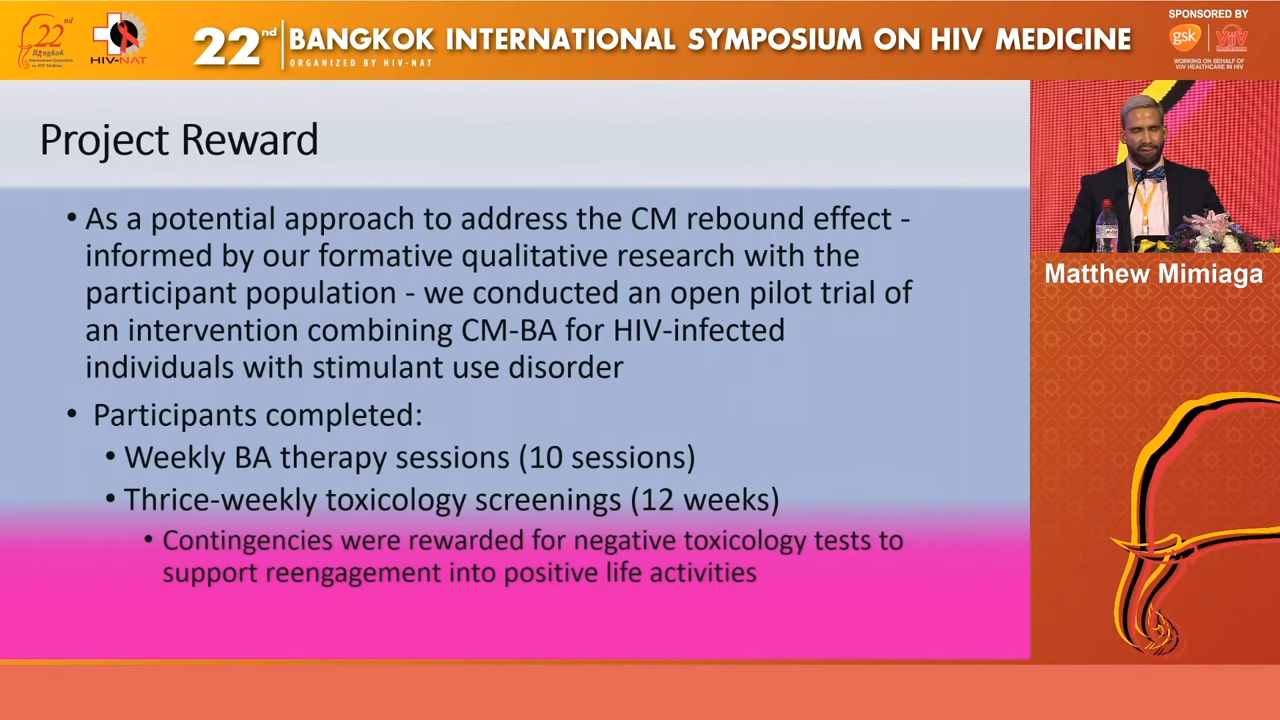 22nd
Bangkok
International Symposium
on HIV Medicine
HIV-NAT
22nd BANGKOK INTERNATIONAL SYMPOSIUM ON HIV MEDICINE
ORGANIZED BY HIV-NAT
SPONSORED BY
gsk
ViiV
Healthcare
WORKING ON BEHALF OF
VIIV HEALTHCARE IN HIV
Project Reward
• As a potential approach to address the CM rebound effect -
informed by our formative qualitative research with the
participant population - we conducted an open pilot trial of
an intervention combining CM-BA for HIV-infected
individuals with stimulant use disorder
• Participants completed:
• Weekly BA therapy sessions (10 sessions)
• Thrice-weekly toxicology screenings (12 weeks)
• Contingencies were rewarded for negative toxicology tests to
support reengagement into positive life activities
Matthew Mimiaga